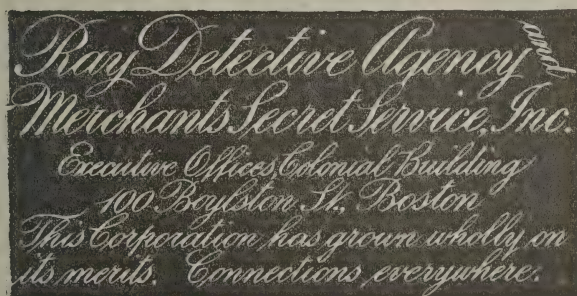 Ray Detective Agency and
Merchants Secret Service, Inc.
Executive Offices, Colonial Building
100 Boylston St., Boston
This Corporation has grown wholly on
its merits. Connections everywhere.